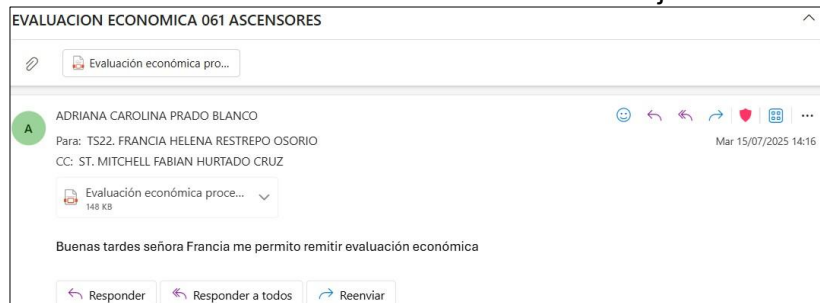 EVALUACION ECONOMICA 061 ASCENSORES
Evaluación económica pro...
ADRIANA CAROLINA PRADO BLANCO
A
Para: TS22. FRANCIA HELENA RESTREPO OSORIO
Mar 15/07/2025 14:16
CC: ST. MITCHELL FABIAN HURTADO CRUZ
Evaluación económica proce...
148 KB
Buenas tardes señora Francia me permito remitir evaluación económica
Responder
Responder a todos
Reenviar